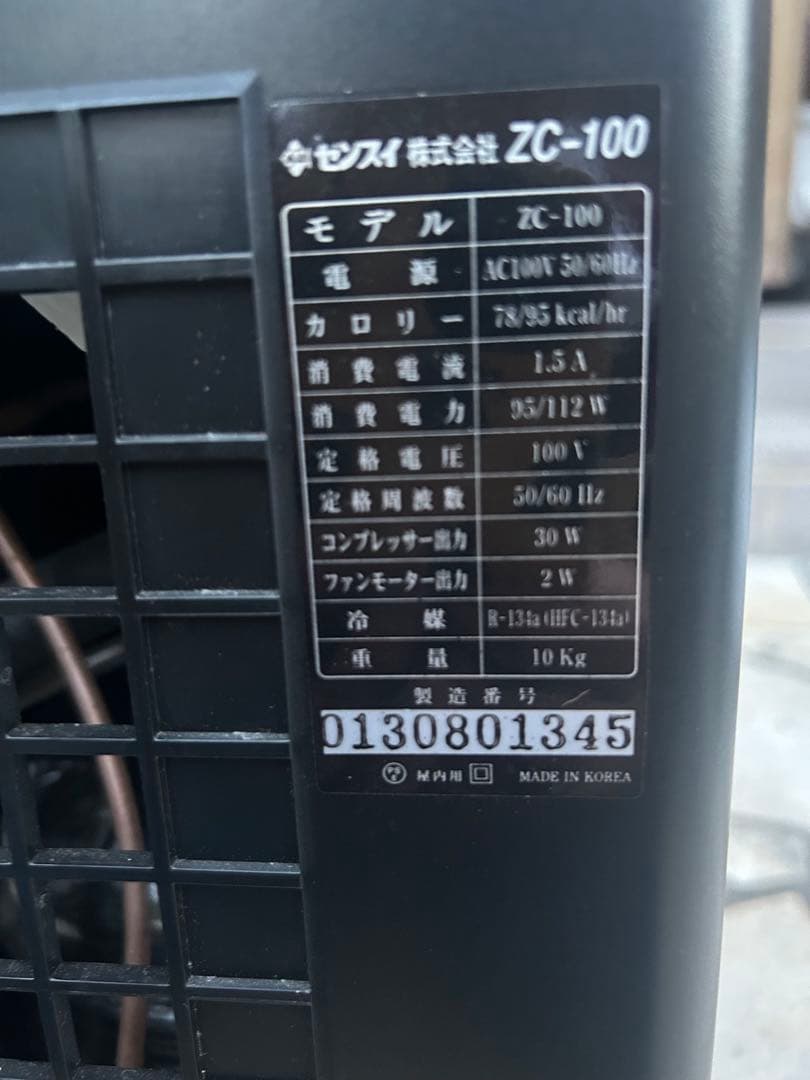 センスイ株式会社 ZC-100
モデル ZC-100
電源 AC100V 50/60Hz
カロリー 78/95 kcal/hr
消費電流 1.5 A
消費電力 95/112 W
定格電圧 100 V
定格周波数 50/60 Hz
コンプレッサー出力 30 W
ファンモーター出力 2 W
冷媒 R-134a (HFC-134a)
重量 10 Kg
製造番号
01308013​45
屋内用 MADE IN KOREA